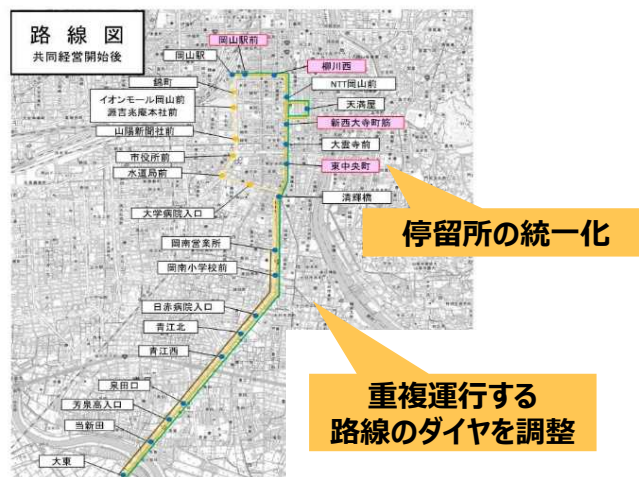 路線図
共同経営開始後
岡山駅前
岡山駅
柳川西
錦町
NTT岡山前
イオンモール岡山前
源吉兆庵本社前
天満屋
新西大寺町筋
山陽新聞社前
大雲寺前
市役所前
東中央町
水道局前
清輝橋
大学病院入口
停留所の統一化
岡南営業所
岡南小学校前
日赤病院入口
青江北
青江西
重複運行する
路線のダイヤを調整
泉田口
芳泉高入口
当新田
大東